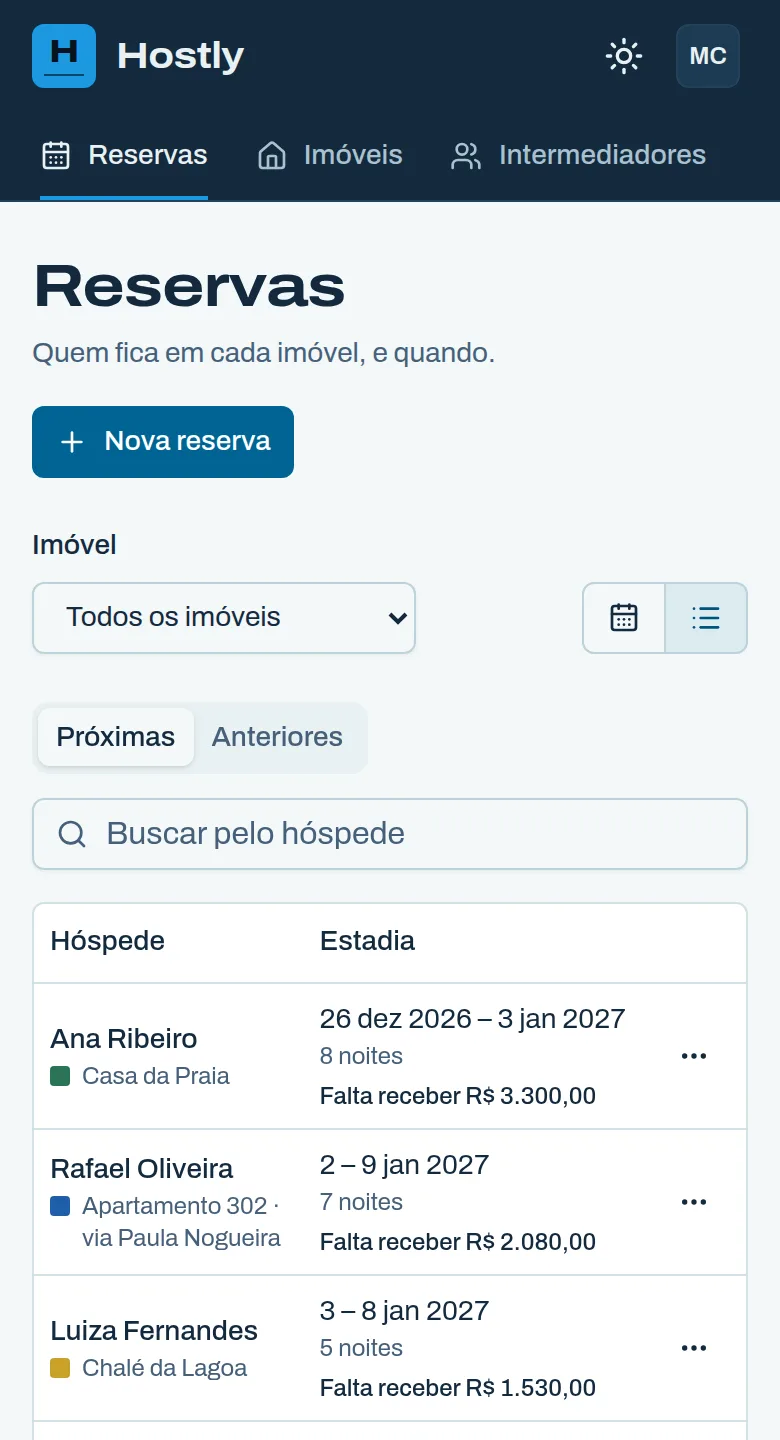 H Hostly
MC
Reservas Imóveis Intermediadores
Reservas
Quem fica em cada imóvel, e quando.
+ Nova reserva
Imóvel
Todos os imóveis
Próximas Anteriores
Buscar pelo hóspede
Hóspede Estadia
Ana Ribeiro
Casa da Praia
26 dez 2026 – 3 jan 2027
8 noites
Falta receber R$ 3.300,00
Rafael Oliveira
Apartamento 302 ·
via Paula Nogueira
2 – 9 jan 2027
7 noites
Falta receber R$ 2.080,00
Luiza Fernandes
Chalé da Lagoa
3 – 8 jan 2027
5 noites
Falta receber R$ 1.530,00